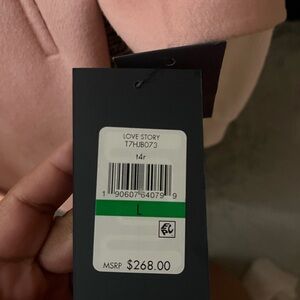 LOVE STORY
T7HJB073
t4r
1 90607 64079 9
L
MSRP $268.00